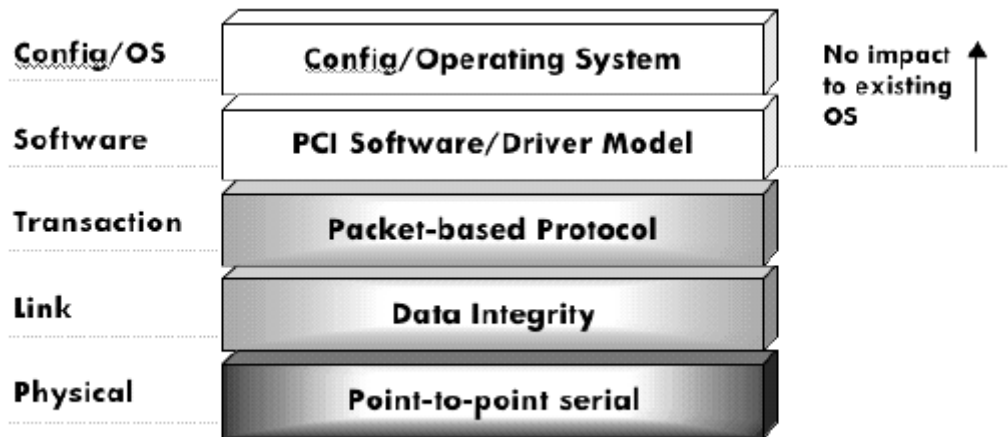 Config/OS
Config/Operating System
No impact
to existing
OS
Software
PCI Software/Driver Model
Transaction
Packet-based Protocol
Link
Data Integrity
Physical
Point-to-point serial